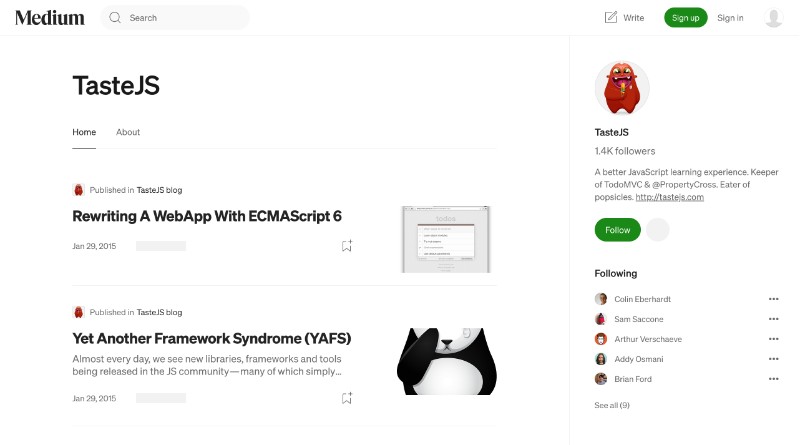 Medium
Search
Write
Sign up
Sign in
TasteJS
Home
About
Published in TasteJS blog
Rewriting A WebApp With ECMAScript 6
Jan 29, 2015
todos
Published in TasteJS blog
Yet Another Framework Syndrome (YAFS)
Almost every day, we see new libraries, frameworks and tools
being released in the JS community — many of which simply…
Jan 29, 2015
TasteJS
1.4K followers
A better JavaScript learning experience. Keeper
of TodoMVC & @PropertyCross. Eater of
popsicles. http://tastejs.com
Follow
Following
Colin Eberhardt
Sam Saccone
Arthur Verschaeve
Addy Osmani
Brian Ford
See all (9)